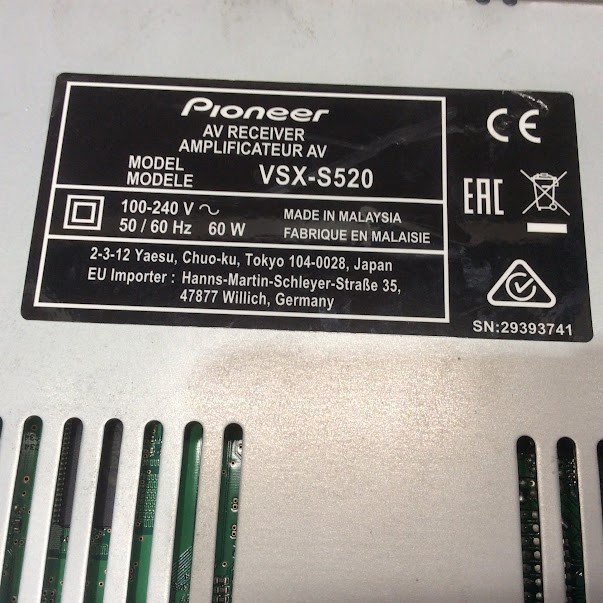 Pioneer
AV RECEIVER
AMPLIFICATEUR AV
MODEL
MODELE
VSX-S520
100-240 V ~
50 / 60 Hz 60 W
MADE IN MALAYSIA
FABRIQUE EN MALAISIE
2-3-12 Yaesu, Chuo-ku, Tokyo 104-0028, Japan
EU Importer : Hanns-Martin-Schleyer-Straße 35,
47877 Willich, Germany
CE
EAC
SN:29393741